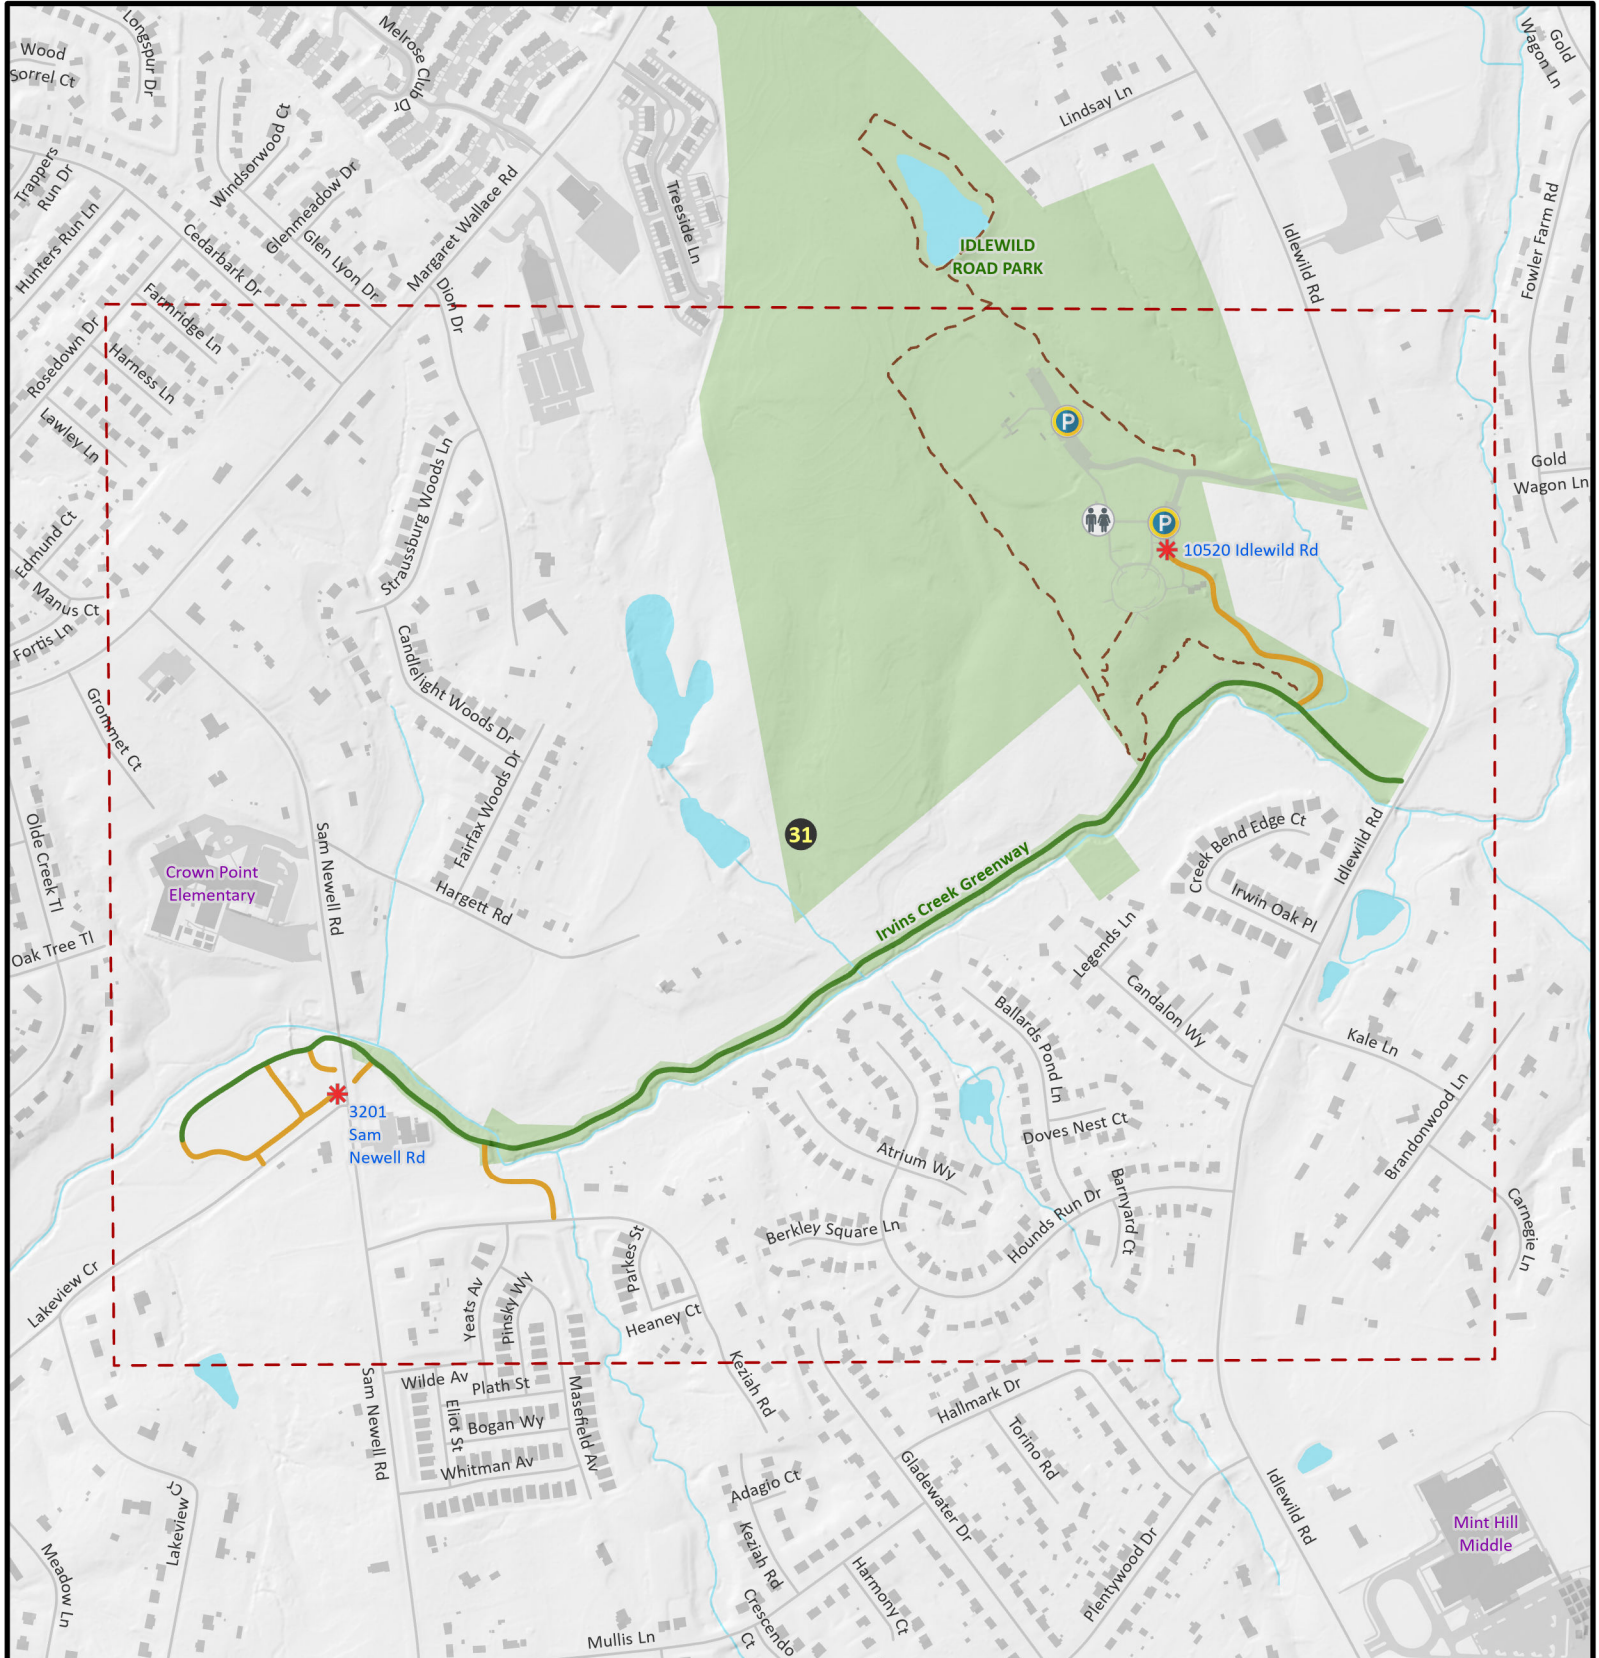 Longspur Dr
Wood
Sorrel Ct
Melrose Club
Dr
Gold
Wagon Ln
Gold
Lindsay Ln
Windsorwood Ct
Trappers
Run Dr
Hunters Run Ln
Glenmeadow Dr
Cedarbark Dr
Glen Lyon Dr
Margaret Wallace Rd
Treeside Ln
IDLEWILD
ROAD PARK
Idlewild Rd
Fowler Farm Rd
Dion Dr
Farmridge Ln
Rosedown Dr
Harness Ln
Lawley Ln
P
Straussburg Woods Ln
Gold
Wagon Ln
Edmund Ct
P
10520 Idlewild Rd
Manus Ct
Fortis Ln
Candlelight Woods Dr
Grommet Ct
Fairfax Woods Dr
Olde Creek Tl
Sam Newell Rd
31
Creek Bend Edge Ct
Idlewild Rd
Crown Point
Elementary
Hargett Rd
Irvins Creek Greenway
Irwin Oak Pl
Oak Tree Tl
Legends Ln
Candalon Wy
Ballards Pond Ln
Kale Ln
3201
Sam
Newell Rd
Doves Nest Ct
Brandonwood Ln
Atrium Wy
Barnyard Ct
Hounds Run Dr
Carnegie Ln
Berkley Square Ln
Parkes St
Lakeview Cr
Yeats Av
Pinsky Wy
Heaney Ct
Keziah Rd
Sam Newell Rd
Wilde Av
Plath St
Eliot St
Bogan Wy
Masefield Av
Whitman Av
Hallmark Dr
Torino Rd
Gladewater Dr
Adagio Ct
Idlewild Rd
Lakeview
Cr
Keziah Rd
Mint Hill
Middle
Meadow Ln
Harmony Ct
Plentywood Dr
Crescendo
Ct
Mullis Ln